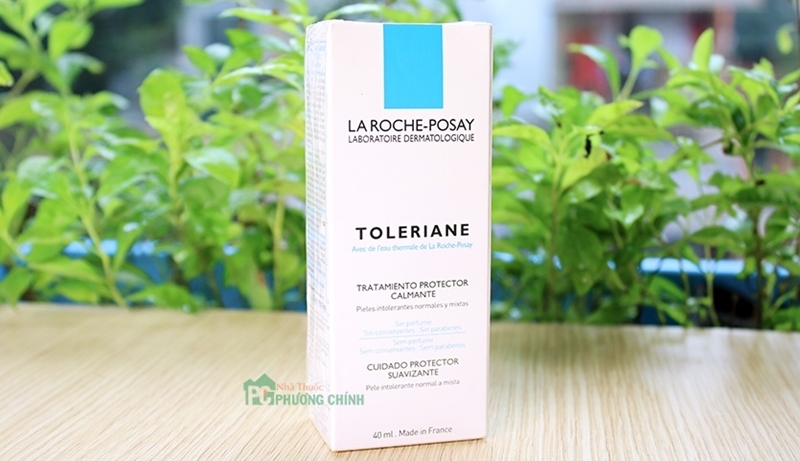 LA ROCHE-POSAY
LABORATOIRE DERMATOLOGIQUE
TOLERIANE
Avec de l'eau thermale de La Roche-Posay
TRATAMIENTO PROTECTOR
CALMANTE
Pieles intolerantes normales y mixtas
Sin perfume
Sin conservantes - Sin parabenes
Sem perfume
Sem conservantes - Sem parabenos
CUIDADO PROTECTOR
SUAVIZANTE
Pele intolerante normal a mista
40 ml . Made in France
PC Nhà Thuốc
PHƯƠNG CHÍNH